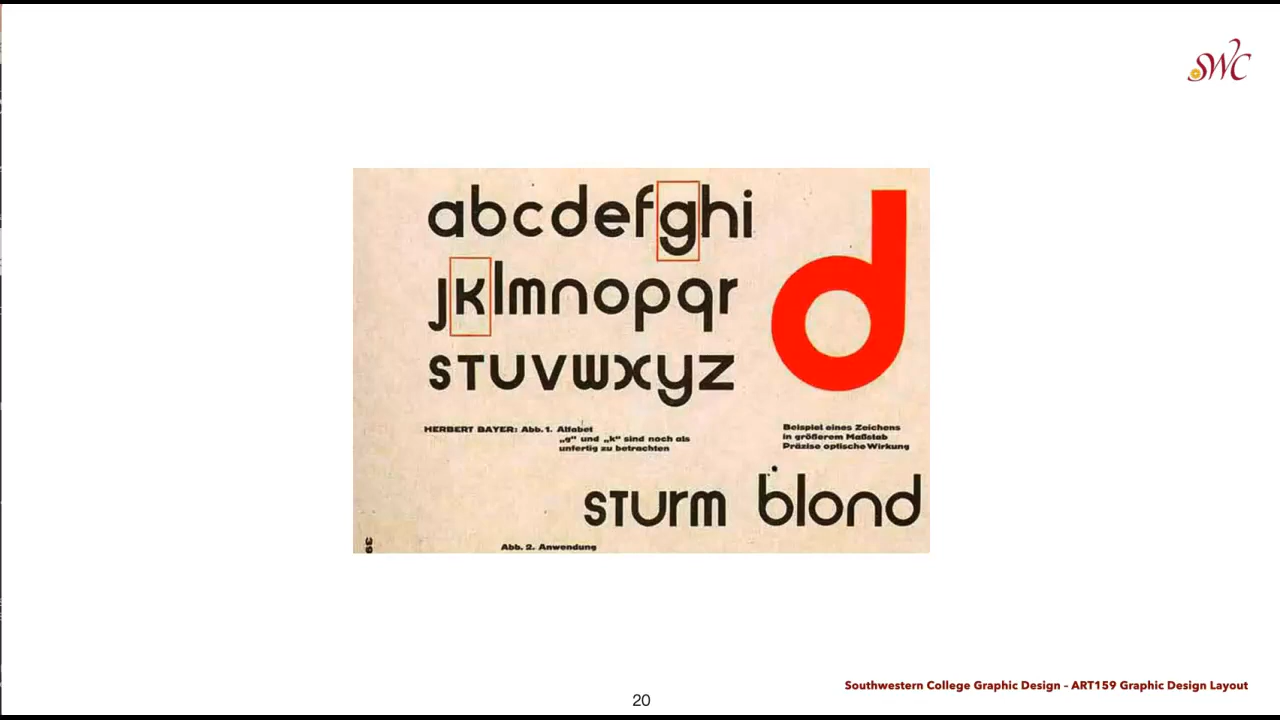 SWC
abcdefghi
jklmnopqr
sTUVWXYZ
d
HERBERT BAYER: Abb. 1. Alfabet
„g“ und „k“ sind noch als
unfertig zu betrachten
Beispiel eines Zeichens
in größerem Maßstab
Präzise optische Wirkung
sturm blond
Abb. 2. Anwendung
39
Southwestern College Graphic Design – ART159 Graphic Design Layout
20